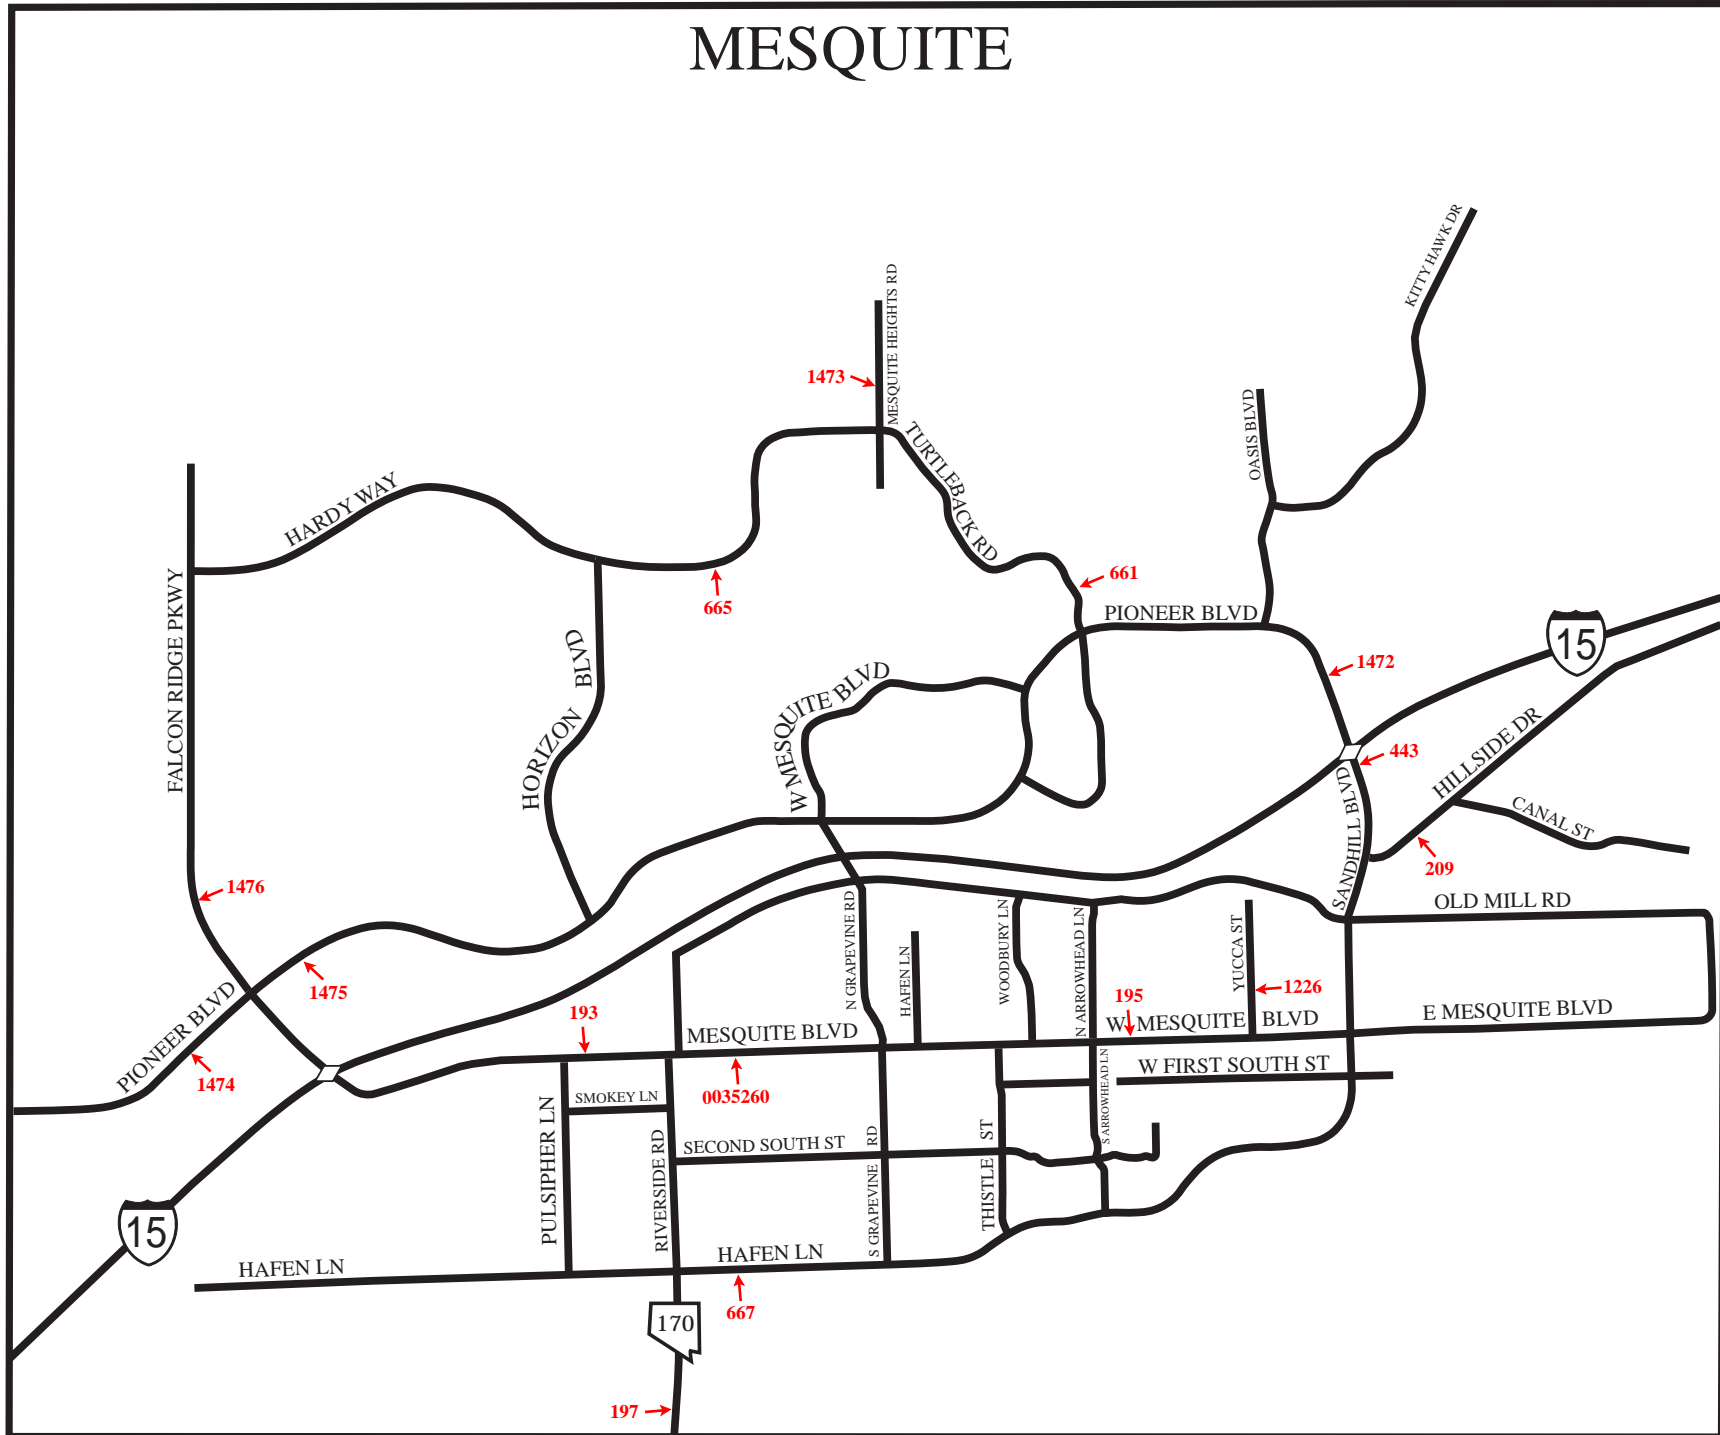 MESQUITE
KITTY HAWK DR
MESQUITE HEIGHTS RD
1473
OASIS BLVD
TURTLEBACK RD
HARDY WAY
661
665
PIONEER BLVD
15
FALCON RIDGE PKWY
HORIZON BLVD
W MESQUITE BLVD
1472
443
HILLSIDE DR
SANDHILL BLVD
CANAL ST
209
1476
OLD MILL RD
N GRAPEVINE RD
HAFEN LN
WOODBURY LN
N ARROWHEAD LN
YUCCA ST
1475
PIONEER BLVD
1474
193
195
1226
MESQUITE BLVD
W MESQUITE BLVD
E MESQUITE BLVD
0035260
W FIRST SOUTH ST
SMOKEY LN
S ARROWHEAD LN
PULSIPHER LN
RIVERSIDE RD
SECOND SOUTH ST
S GRAPEVINE RD
THISTLE ST
15
HAFEN LN
HAFEN LN
667
170
197